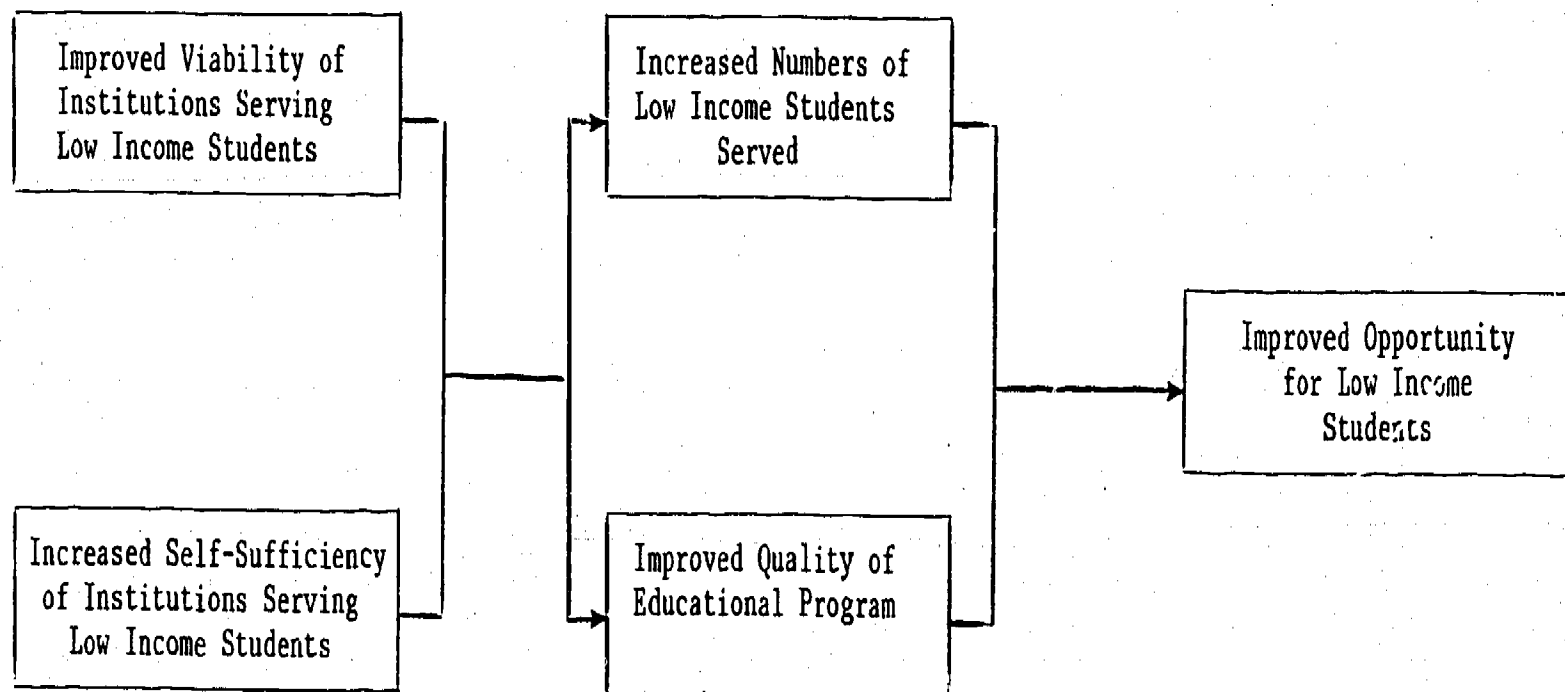 Improved Viability of
Institutions Serving
Low Income Students
Increased Self-Sufficiency
of Institutions Serving
Low Income Students
Increased Numbers of
Low Income Students
Served
Improved Quality of
Educational Program
Improved Opportunity
for Low Income
Students